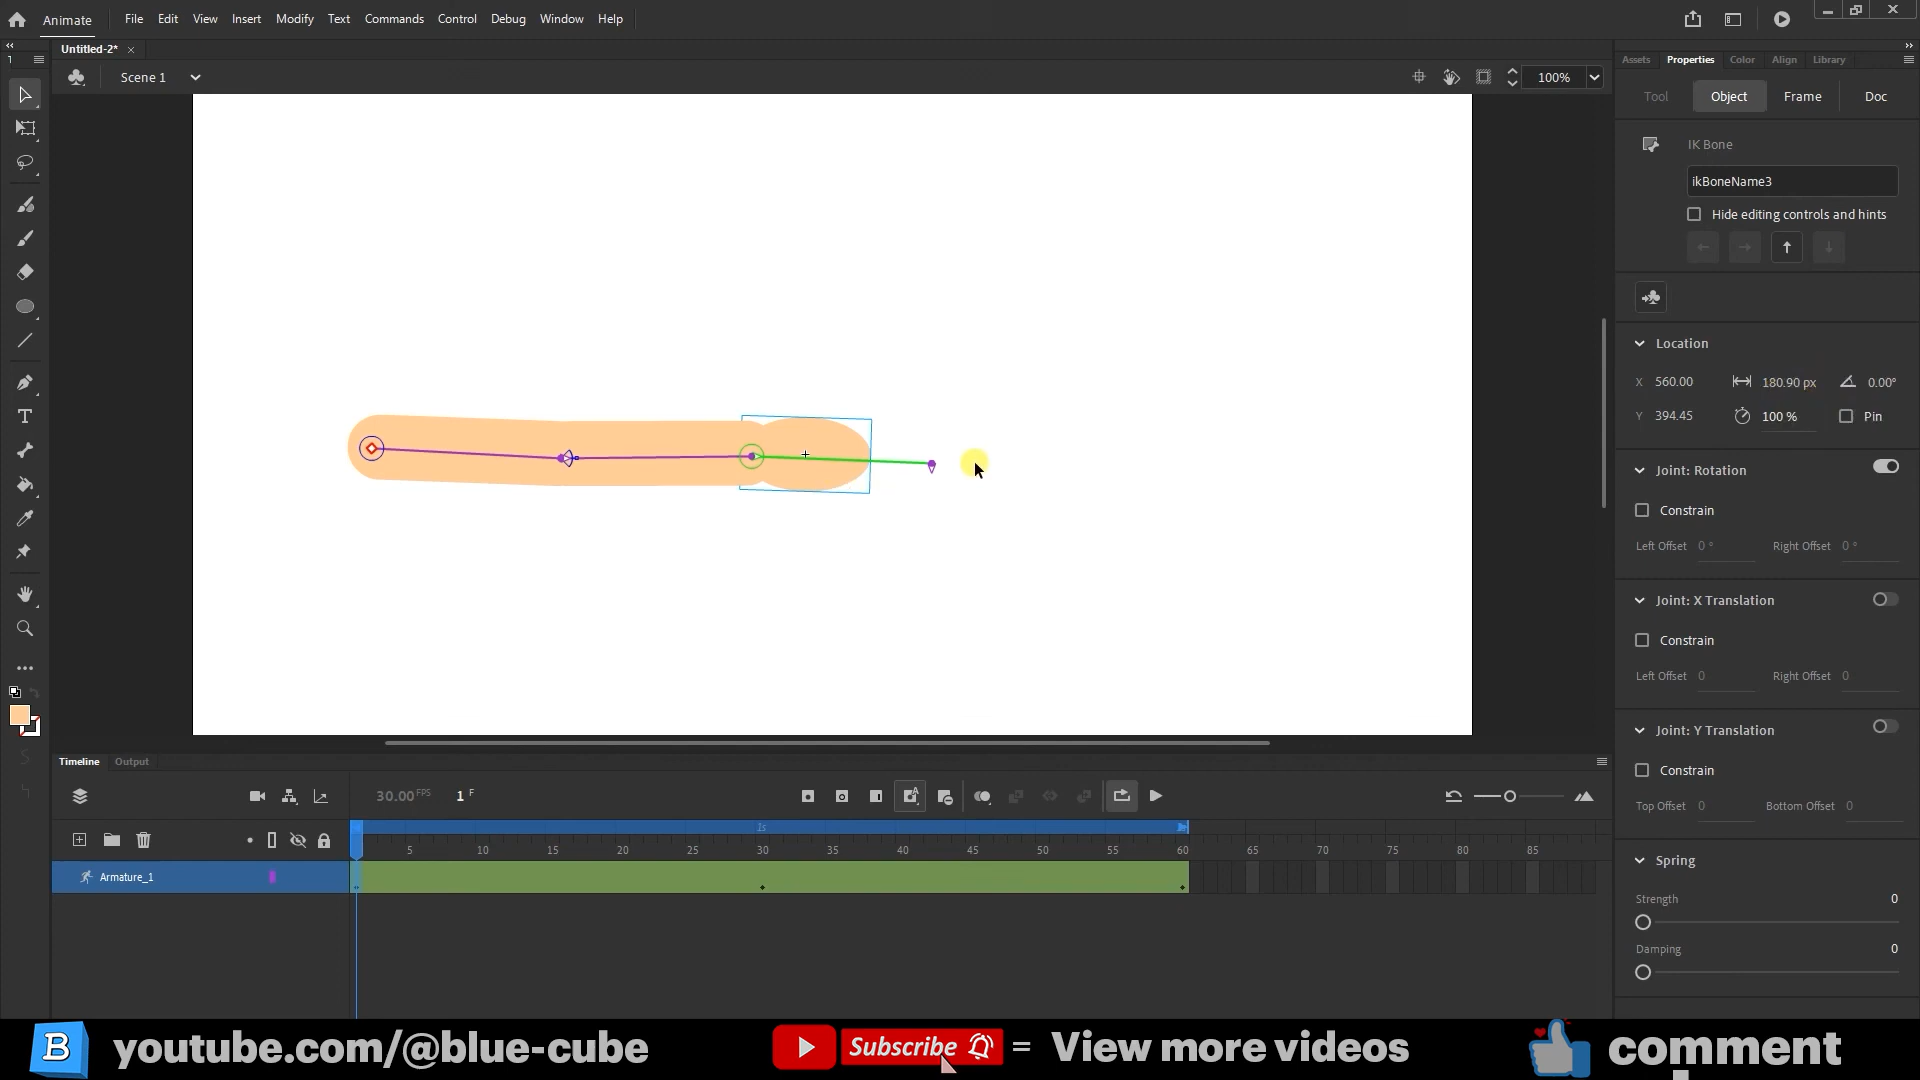 Animate File Edit View Insert Modify Text Commands Control Debug Window Help
Untitled-2* ×
Scene 1 100%
Assets Properties Color Align Library
Tool Object Frame Doc
IK Bone
ikBoneName3
Hide editing controls and hints
Location
X 560.00 180.90 px 0.00°
Y 394.45 100 % Pin
Joint: Rotation
Constrain
Left Offset 0 ° Right Offset 0 °
Joint: X Translation
Constrain
Left Offset 0 Right Offset 0
Joint: Y Translation
Constrain
Top Offset 0 Bottom Offset 0
Spring
Strength 0
Damping 0
Timeline Output
30.00 FPS 1 F
1s
5 10 15 20 25 30 35 40 45 50 55 60 65 70 75 80 85
Armature_1
B youtube.com/@blue-cube Subscribe = View more videos comment